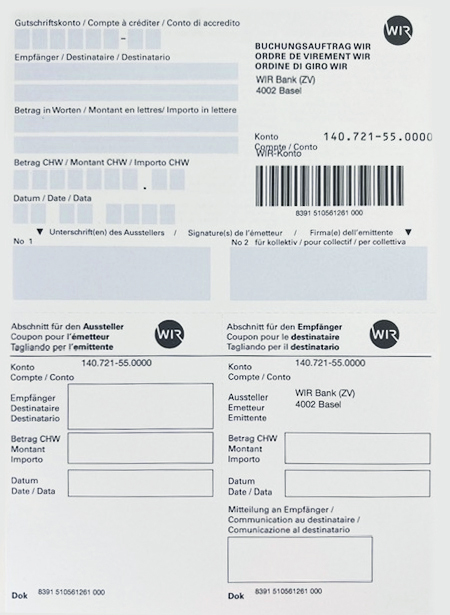 Gutschriftskonto / Compte à créditer / Conto di accredito
WIR
BUCHUNGSAUFTRAG WIR
ORDRE DE VIREMENT WIR
ORDINE DI GIRO WIR
Empfänger / Destinataire / Destinatario
WIR Bank (ZV)
4002 Basel
Betrag in Worten / Montant en lettres/ Importo in lettere
Konto 140.721-55.0000
Compte / Conto
WIR-Konto
Betrag CHW / Montant CHW / Importo CHW
Datum / Date / Data
8391 510561261 000
▼ Unterschrift(en) des Ausstellers / Signature(s) de l'émetteur / Firma(e) dell'emittente ▼
No 1
No 2 für kollektiv / pour collectif / per collettiva
Abschnitt für den Aussteller
Coupon pour l'émetteur
Tagliando per l'emittente
WIR
Konto 140.721-55.0000
Compte / Conto
Empfänger
Destinataire
Destinatario
Betrag CHW
Montant
Importo
Datum
Date / Data
Dok 8391 510561261 000
Abschnitt für den Empfänger
Coupon pour le destinataire
Tagliando per il destinatario
WIR
Konto 140.721-55.0000
Compte / Conto
Aussteller WIR Bank (ZV)
Emetteur 4002 Basel
Emittente
Betrag CHW
Montant
Importo
Datum
Date / Data
Mitteilung an Empfänger /
Communication au destinataire /
Comunicazione al destinatario
Dok 8391 510561261 000